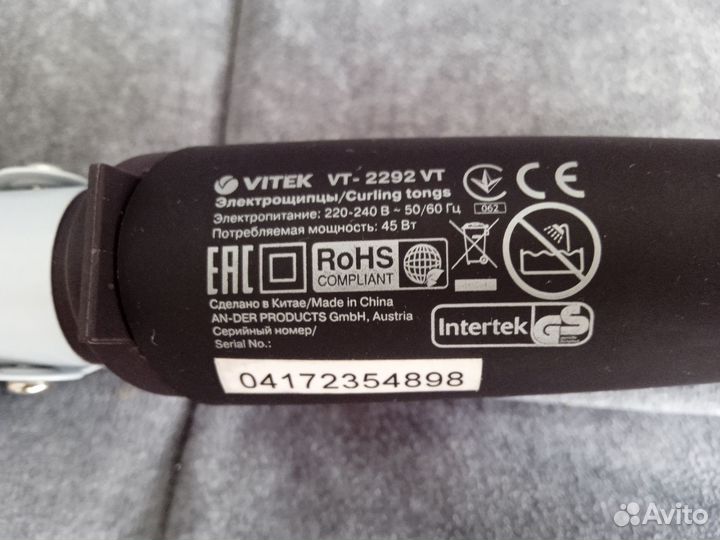 VITEK VT- 2292 VT
Электрощипцы/Curling tongs
Электропитание: 220-240 В ~ 50/60 Гц
Потребляемая мощность: 45 Вт
062
CE
EAC
RoHS
COMPLIANT
Сделано в Китае/Made in China
AN-DER PRODUCTS GmbH, Austria
Серийный номер/
Serial No.:
Intertek GS
04172354898
Avito